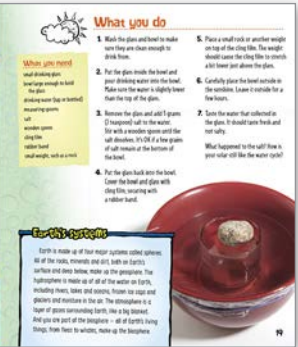 What you do
What you need
small drinking glass
bowl large enough to hold
the glass
drinking water (tap or bottled)
measuring spoons
salt
wooden spoon
cling film
rubber band
small weight, such as a rock
1. Wash the glass and bowl to make
sure they are clean enough to
drink from.
2. Put the glass inside the bowl and
pour drinking water into the bowl.
Make sure the water is slightly lower
than the top of the glass.
3. Remove the glass and add 5 grams
(1 teaspoon) salt to the water.
Stir with a wooden spoon until the
salt dissolves. It's OK if a few grains
of salt remain at the bottom of
the bowl.
4. Put the glass back into the bowl.
Cover the bowl and glass with
cling film, securing with
a rubber band.
5. Place a small rock or another weight
on top of the cling film. The weight
should cause the cling film to stretch
a bit lower just above the glass.
6. Carefully place the bowl outside in
the sunshine. Leave it outside for a
few hours.
7. Taste the water that collected in
the glass. It should taste fresh and
not salty.
What happened to the salt? How is
your solar still like the water cycle?
Earth's systems
Earth is made up of four major systems called spheres.
All of the rocks, minerals and dirt, both on Earth's
surface and deep below, make up the geosphere. The
hydrosphere is made up of all of the water on Earth,
including rivers, lakes and oceans, frozen ice caps and
glaciers and moisture in the air. The atmosphere is a
layer of gases surrounding Earth, like a big blanket.
And you are part of the biosphere – all of Earth's living
things, from fleas to whales, make up the biosphere.
19